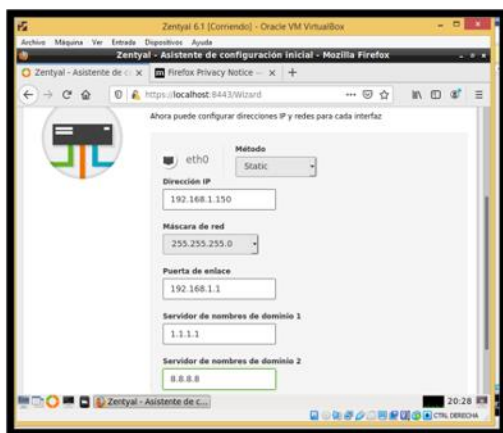 Zentyal 6.1 [Corriendo] - Oracle VM VirtualBox
Archivo Máquina Ver Entrada Dispositivos Ayuda
Zentyal - Asistente de configuración inicial - Mozilla Firefox
Zentyal - Asistente de c
Firefox Privacy Notice —
https://localhost:8443/Wizard
Ahora puede configurar direcciones IP y redes para cada interfaz
eth0
Método
Static
Dirección IP
192.168.1.150
Máscara de red
255.255.255.0
Puerta de enlace
192.168.1.1
Servidor de nombres de dominio 1
1.1.1.1
Servidor de nombres de dominio 2
8.8.8.8
Zentyal - Asistente de c...
20:28
CTRL DERECHA